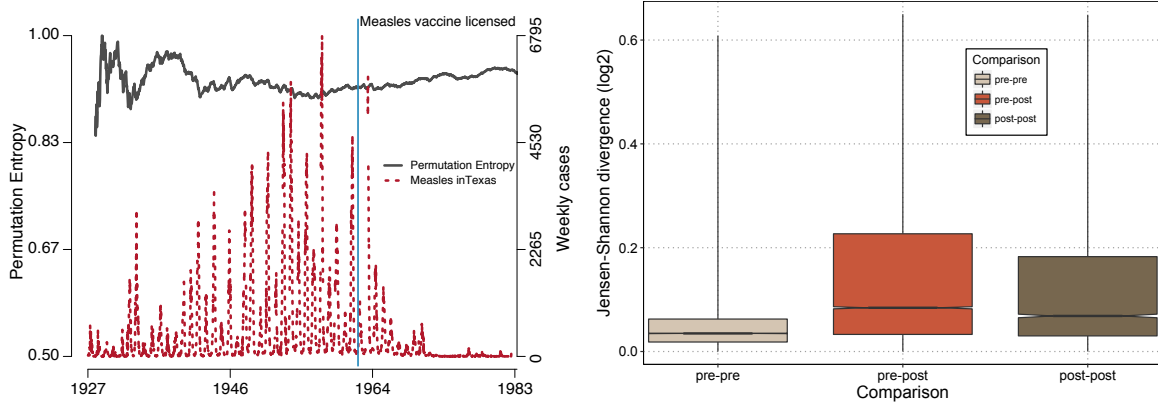 Measles vaccine licensed
1.00
0.83
0.67
0.50
Permutation Entropy
6795
4530
2265
0
Weekly cases
Permutation Entropy
Measles inTexas
1927
1946
1964
1983
Jensen-Shannon divergence (log2)
0.6
0.4
0.2
0.0
Comparison
pre-pre
pre-post
post-post
pre-pre
pre-post
post-post
Comparison